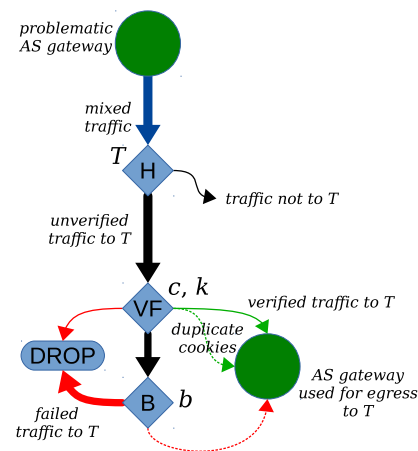 problematic
AS gateway
mixed
traffic
T
H
traffic not to T
unverified
traffic to T
c, k
VF
verified traffic to T
duplicate
cookies
DROP
AS gateway
used for egress
to T
B
b
failed
traffic to T